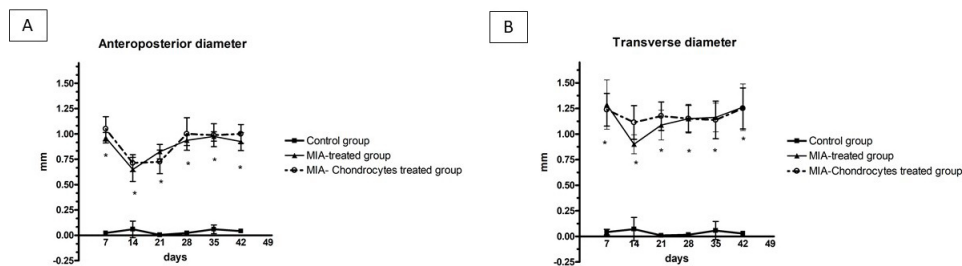 A
Anteroposterior diameter
1.50
1.25
1.00
0.75
0.50
0.25
0.00
-0.25
mm
7 14 21 28 35 42 49
days
* * * * * *
Control group
MIA-treated group
MIA- Chondrocytes treated group
B
Transverse diameter
1.50
1.25
1.00
0.75
0.50
0.25
0.00
-0.25
mm
7 14 21 28 35 42 49
days
* * * * * *
Control group
MIA-treated group
MIA-Chondrocytes treated group